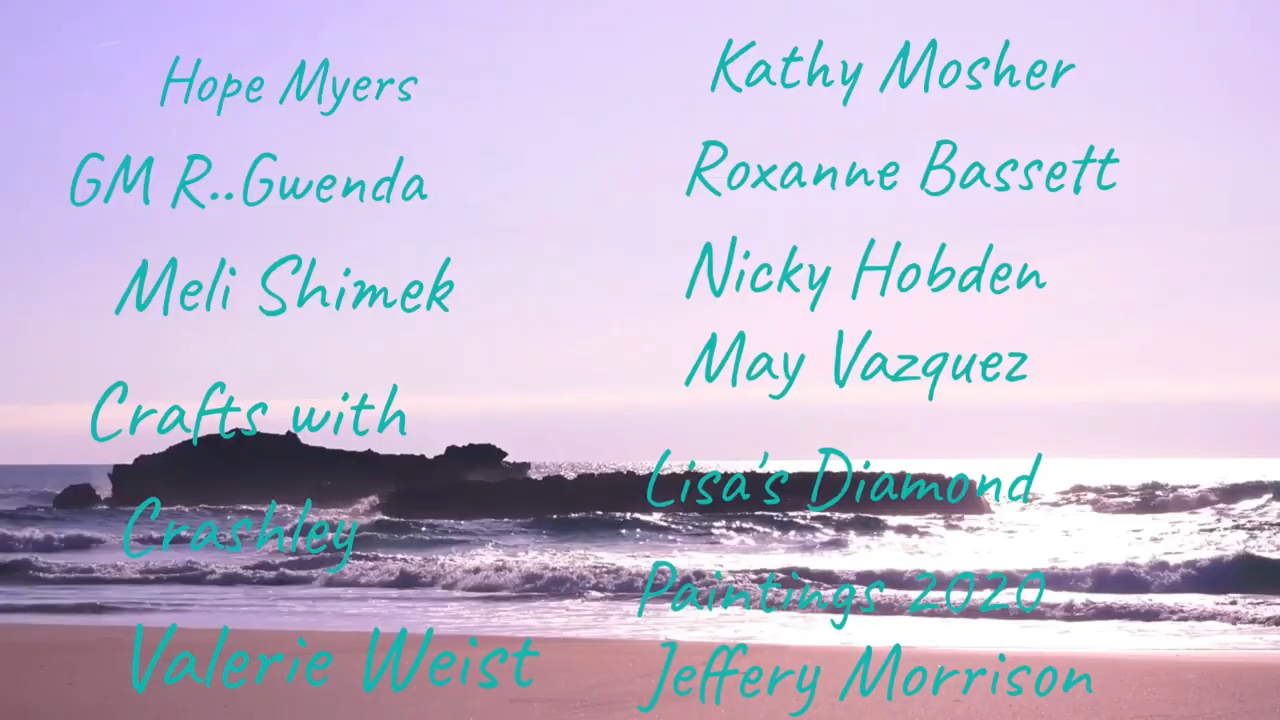 Hope Myers
GM R..Gwenda
Meli Shimek
Crafts with
Crashley
Valerie Weist
Kathy Mosher
Roxanne Bassett
Nicky Hobden
May Vazquez
Lisa's Diamond
Paintings 2020
Jeffery Morrison